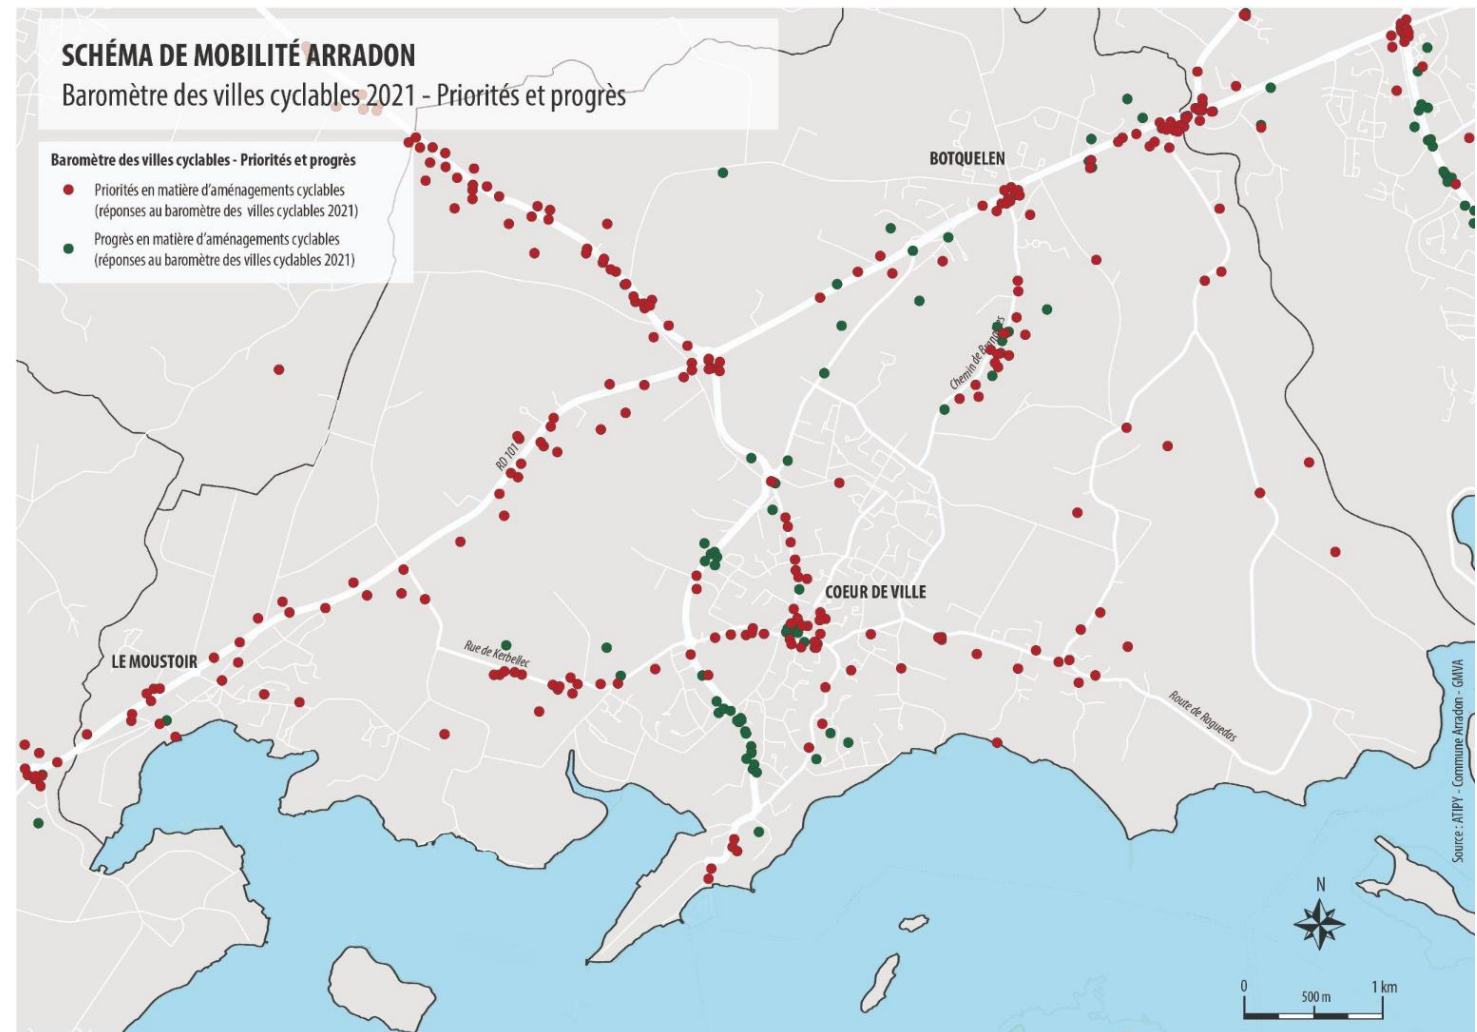 SCHÉMA DE MOBILITÉ ARRADON
Baromètre des villes cyclables 2021 - Priorités et progrès
Baromètre des villes cyclables - Priorités et progrès
Priorités en matière d'aménagements cyclables
(réponses au baromètre des villes cyclables 2021)
Progrès en matière d'aménagements cyclables
(réponses au baromètre des villes cyclables 2021)
BOTQUELEN
Chemin de
RD 101
COEUR DE VILLE
LE MOUSTOIR
Rue de Kerbellec
Route de Roguedas
Source : ATIPY - Commune Arradon - GMVA
N
0
500 m
1 km